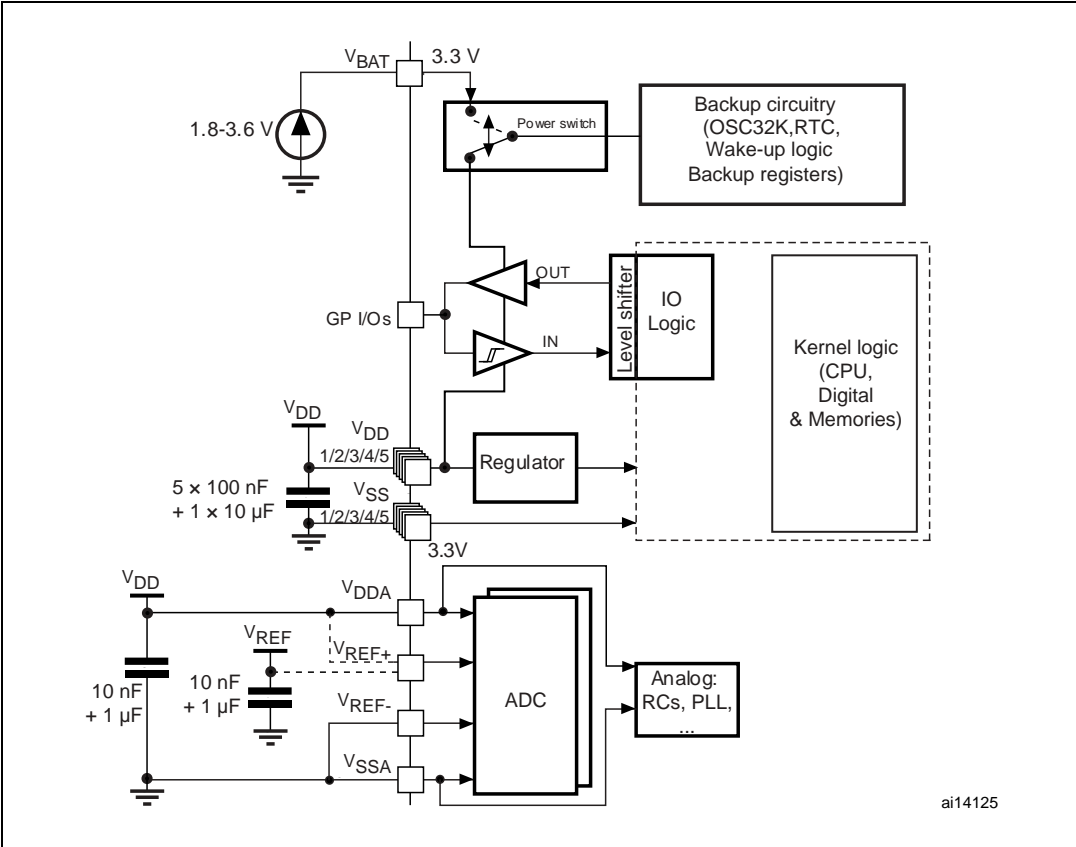 VBAT
3.3 V
1.8-3.6 V
Power switch
Backup circuitry
(OSC32K,RTC,
Wake-up logic
Backup registers)
GP I/Os
OUT
IN
Level shifter
IO
Logic
Kernel logic
(CPU,
Digital
& Memories)
VDD
VDD
1/2/3/4/5
Regulator
5 × 100 nF
+ 1 × 10 µF
VSS
1/2/3/4/5
3.3V
VDD
VDDA
VREF
VREF+
10 nF
+ 1 µF
10 nF
+ 1 µF
VREF-
VSSA
ADC
Analog:
RCs, PLL,
...
ai14125